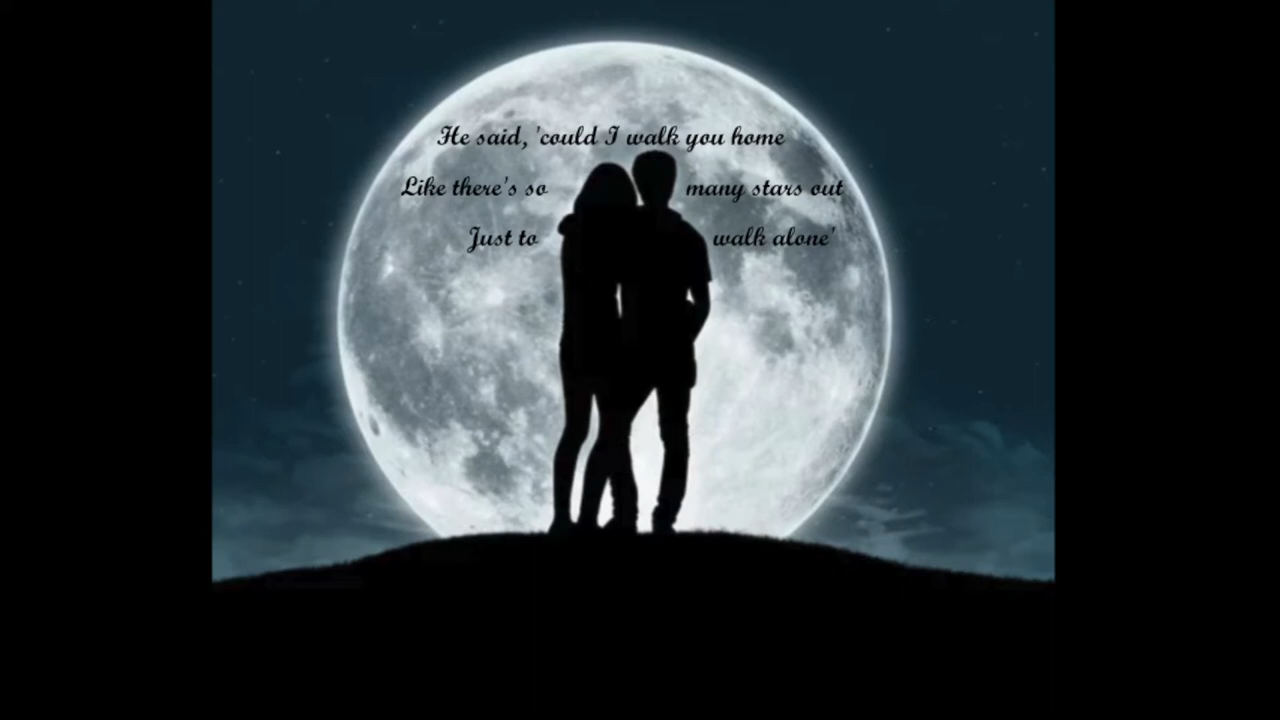 He said, 'could I walk you home
Like there's so many stars out
Just to walk alone'